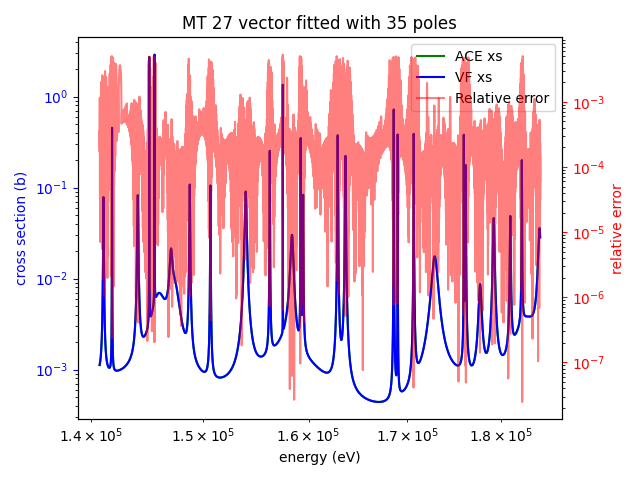 MT 27 vector fitted with 35 poles
ACE xs
VF xs
Relative error
10⁰
10⁻¹
10⁻²
10⁻³
cross section (b)
10⁻³
10⁻⁴
10⁻⁵
10⁻⁶
10⁻⁷
relative error
1.4 × 10⁵ 1.5 × 10⁵ 1.6 × 10⁵ 1.7 × 10⁵ 1.8 × 10⁵
energy (eV)